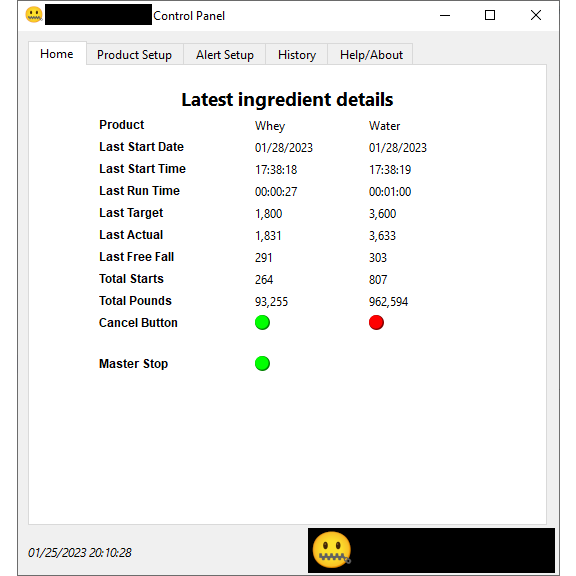 Control Panel
Home Product Setup Alert Setup History Help/About
Latest ingredient details
Product Whey Water
Last Start Date 01/28/2023 01/28/2023
Last Start Time 17:38:18 17:38:19
Last Run Time 00:00:27 00:01:00
Last Target 1,800 3,600
Last Actual 1,831 3,633
Last Free Fall 291 303
Total Starts 264 807
Total Pounds 93,255 962,594
Cancel Button
Master Stop
01/25/2023 20:10:28